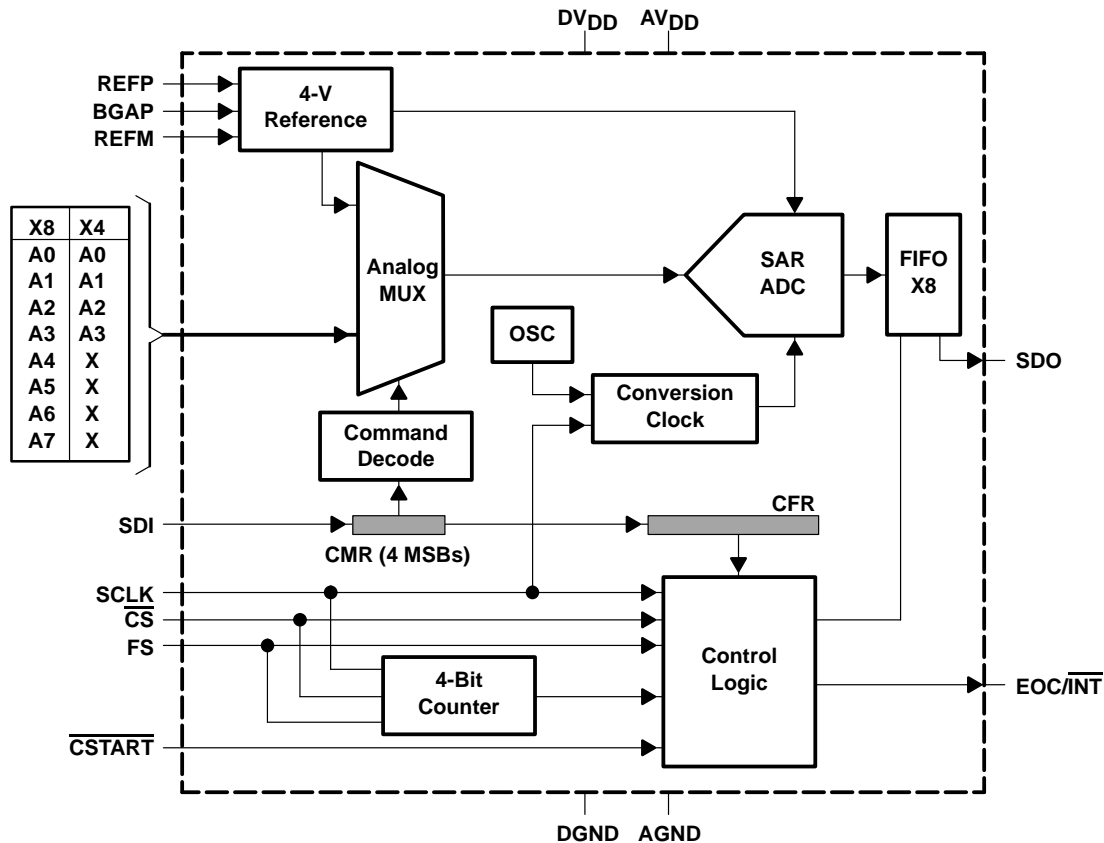 DVDD AVDD
REFP
BGAP
REFM
4-V
Reference
X8 X4
A0 A0
A1 A1
A2 A2
A3 A3
A4 X
A5 X
A6 X
A7 X
Analog
MUX
SAR
ADC
FIFO
X8
OSC
SDO
Conversion
Clock
Command
Decode
SDI
CFR
CMR (4 MSBs)
SCLK
CS
FS
Control
Logic
4-Bit
Counter
EOC/INT
CSTART
DGND AGND